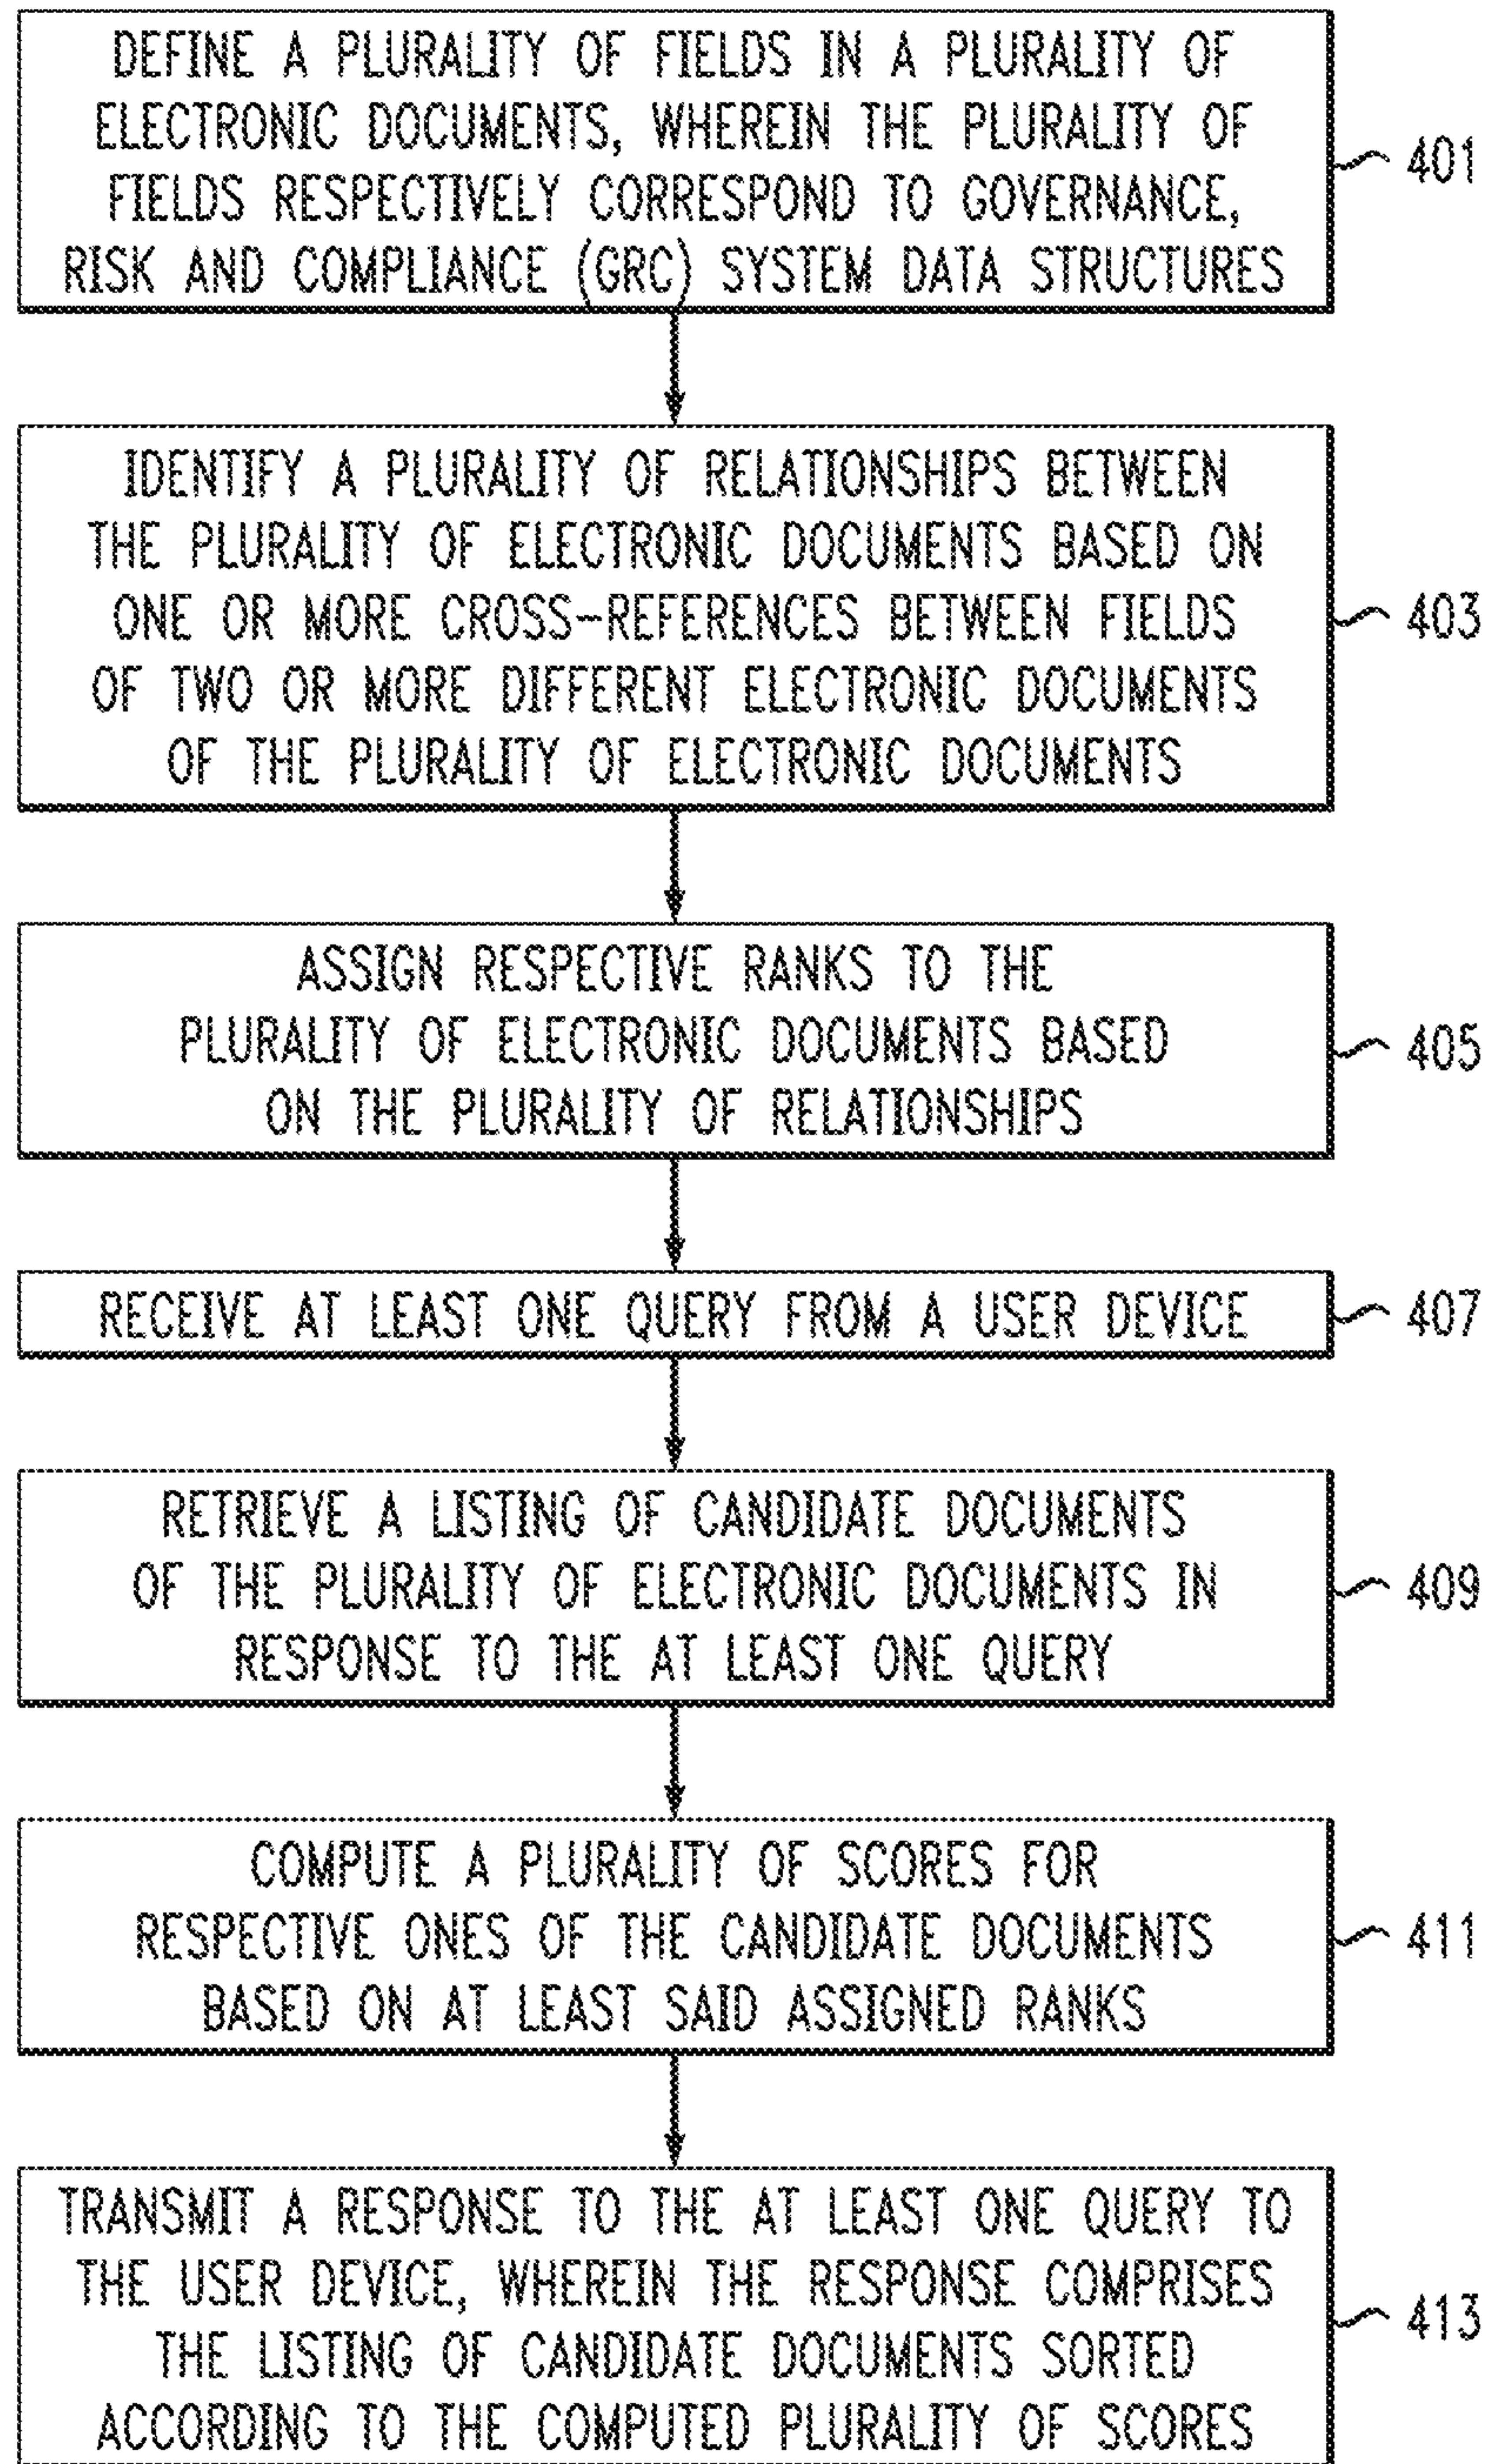 DEFINE A PLURALITY OF FIELDS IN A PLURALITY OF
ELECTRONIC DOCUMENTS, WHEREIN THE PLURALITY OF
FIELDS RESPECTIVELY CORRESPOND TO GOVERNANCE,
RISK AND COMPLIANCE (GRC) SYSTEM DATA STRUCTURES
401
IDENTIFY A PLURALITY OF RELATIONSHIPS BETWEEN
THE PLURALITY OF ELECTRONIC DOCUMENTS BASED ON
ONE OR MORE CROSS-REFERENCES BETWEEN FIELDS
OF TWO OR MORE DIFFERENT ELECTRONIC DOCUMENTS
OF THE PLURALITY OF ELECTRONIC DOCUMENTS
403
ASSIGN RESPECTIVE RANKS TO THE
PLURALITY OF ELECTRONIC DOCUMENTS BASED
ON THE PLURALITY OF RELATIONSHIPS
405
RECEIVE AT LEAST ONE QUERY FROM A USER DEVICE
407
RETRIEVE A LISTING OF CANDIDATE DOCUMENTS
OF THE PLURALITY OF ELECTRONIC DOCUMENTS IN
RESPONSE TO THE AT LEAST ONE QUERY
409
COMPUTE A PLURALITY OF SCORES FOR
RESPECTIVE ONES OF THE CANDIDATE DOCUMENTS
BASED ON AT LEAST SAID ASSIGNED RANKS
411
TRANSMIT A RESPONSE TO THE AT LEAST ONE QUERY TO
THE USER DEVICE, WHEREIN THE RESPONSE COMPRISES
THE LISTING OF CANDIDATE DOCUMENTS SORTED
ACCORDING TO THE COMPUTED PLURALITY OF SCORES
413